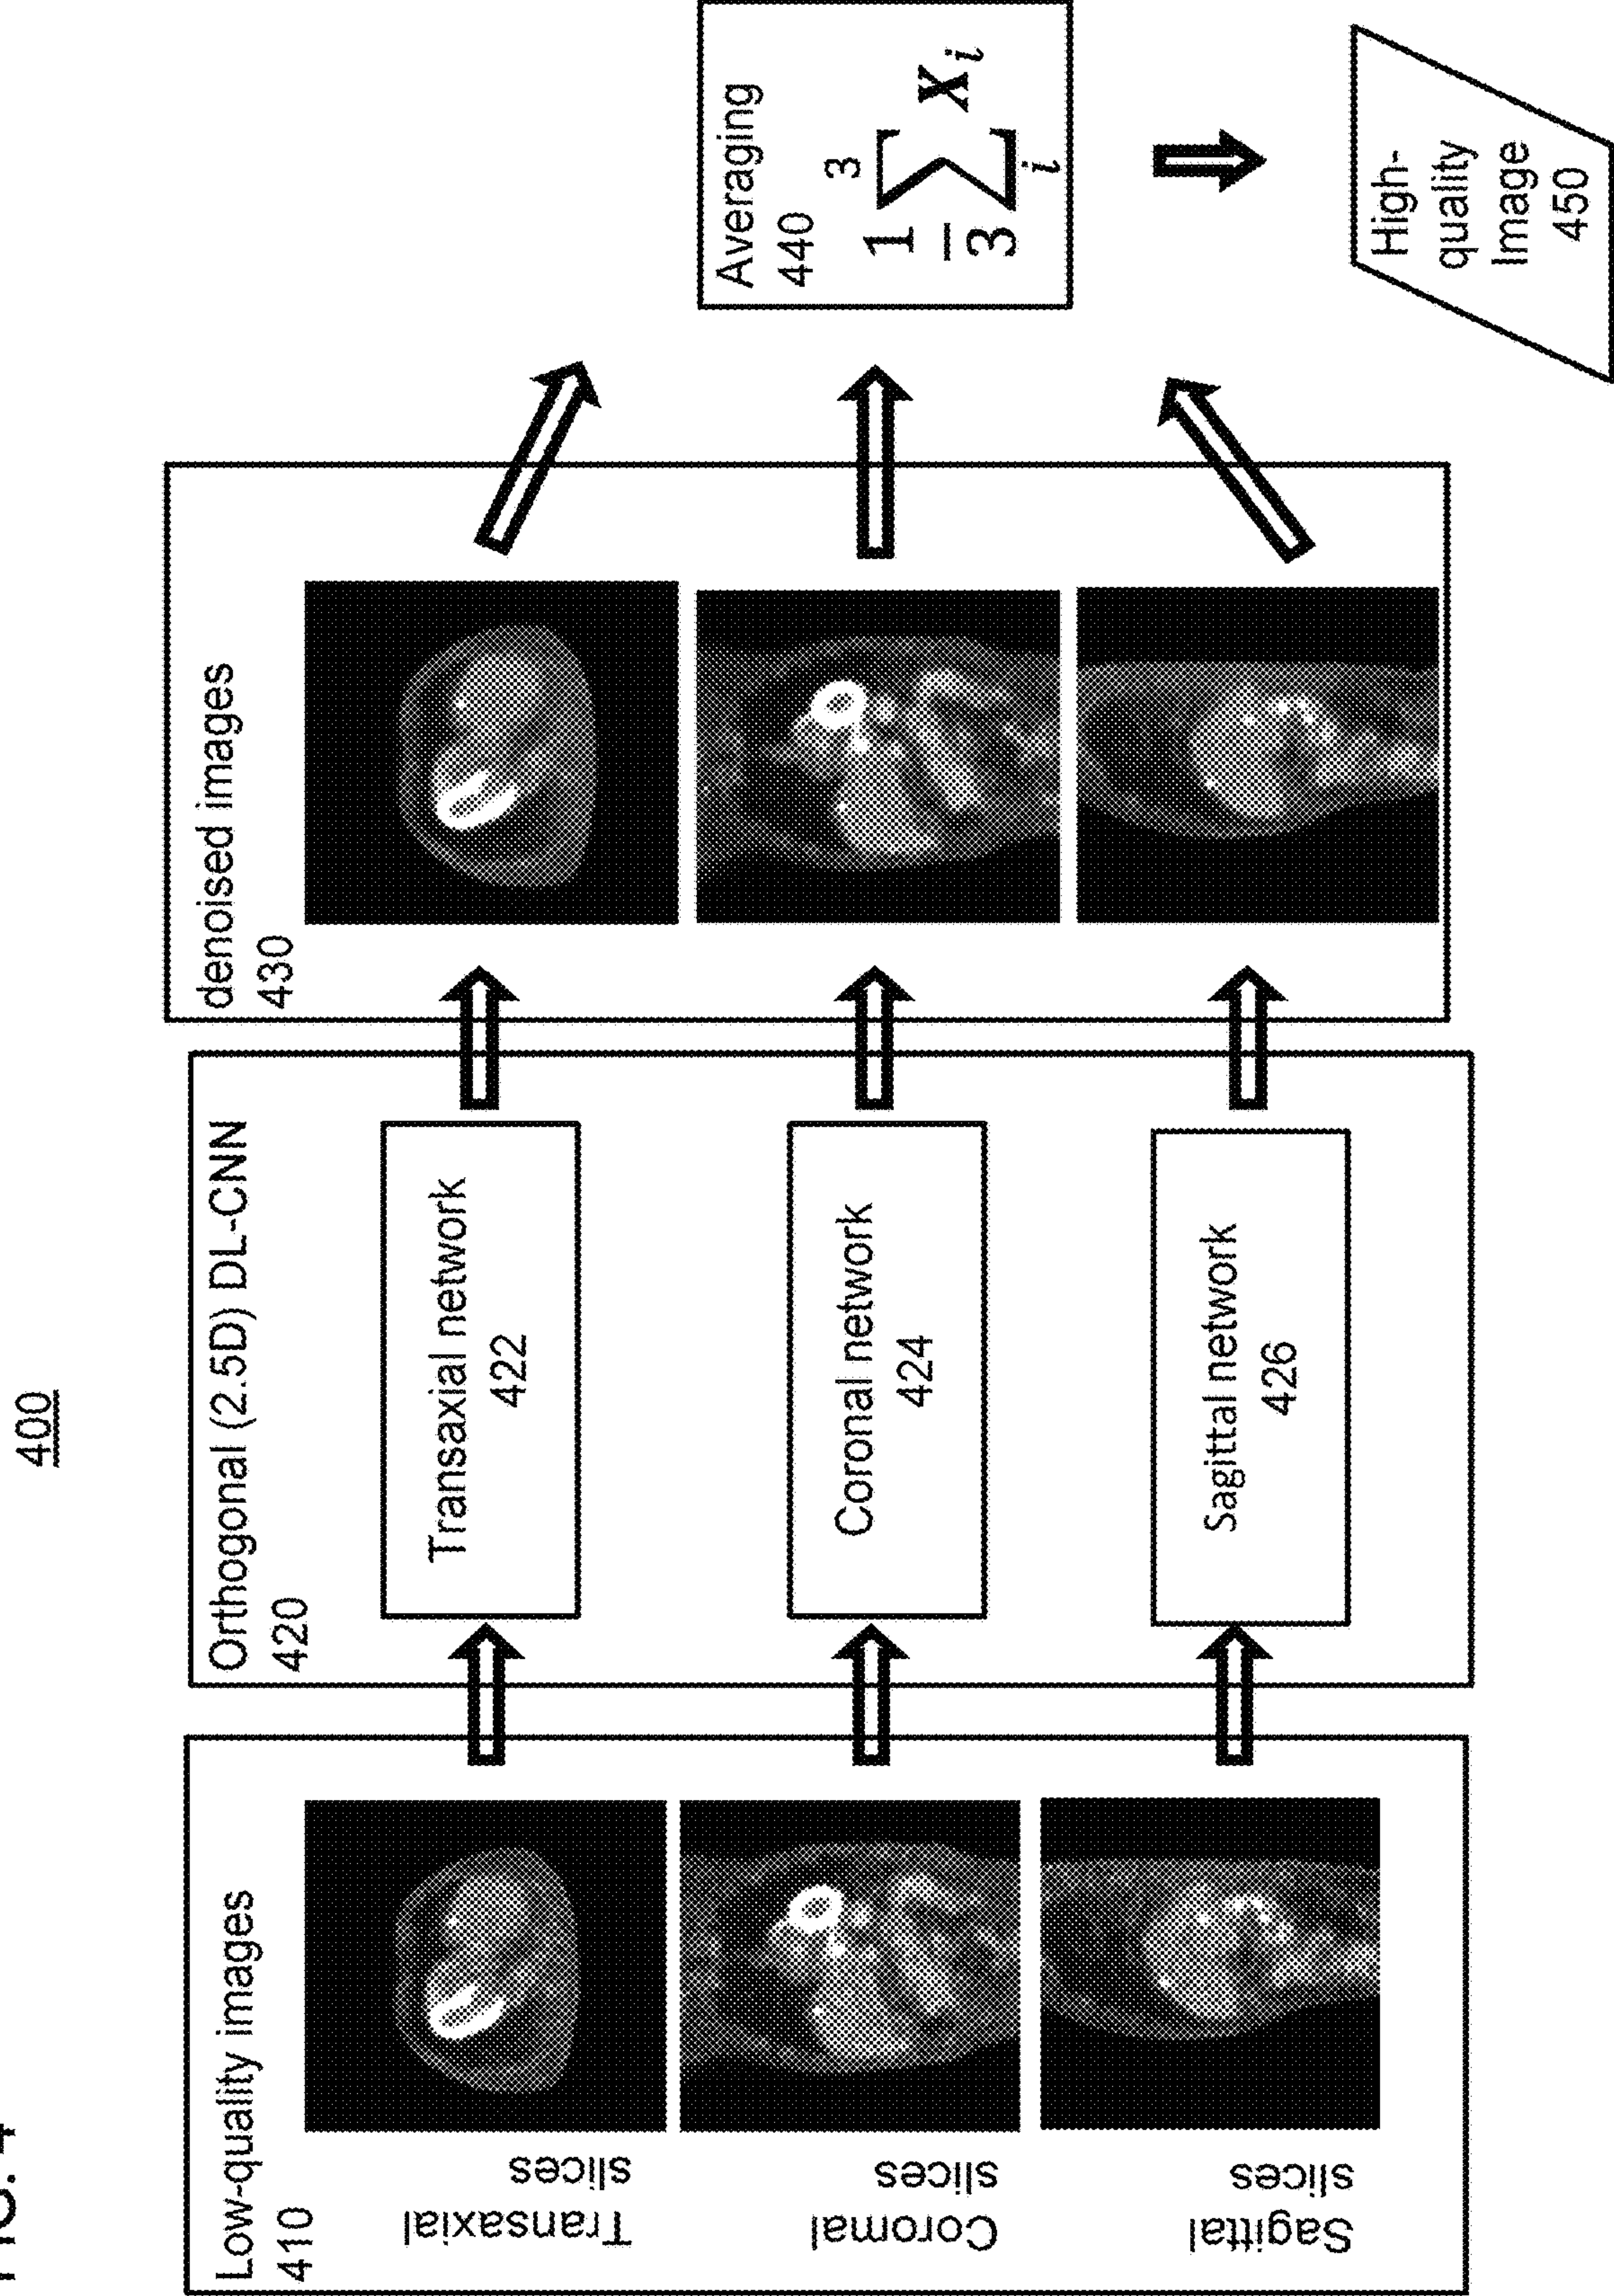 FIG. 4
400
Low-quality images
410
Transaxial
slices
Coromal
slices
Sagittal
slices
Orthogonal (2.5D) DL-CNN
420
Transaxial network
422
Coronal network
424
Sagittal network
426
denoised images
430
Averaging
440
1/3 ∑ 3 i x i
High-
quality
Image
450